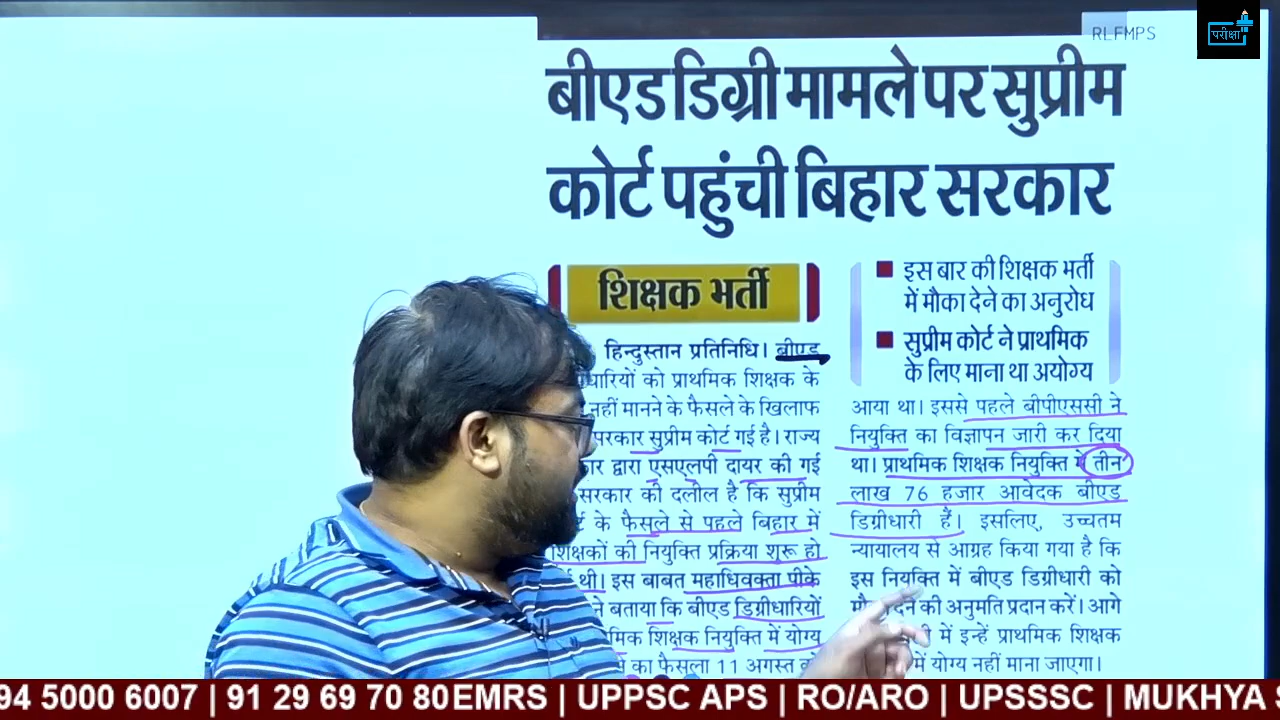 RLFMPS
परीक्षा
बीएड डिग्री मामले पर सुप्रीम
कोर्ट पहुंची बिहार सरकार
शिक्षक भर्ती
हिन्दुस्तान प्रतिनिधि। बीएड
धारियों को प्राथमिक शिक्षक के
नहीं मानने के फैसले के खिलाफ
सरकार सुप्रीम कोर्ट गई है। राज्य
द्वारा एसएलपी दायर की गई
सरकार की दलील है कि सुप्रीम
के फैसले से पहले बिहार में
शिक्षकों की नियुक्ति प्रक्रिया शुरू हो
थी। इस बाबत महाधिवक्ता पीके
ने बताया कि बीएड डिग्रीधारियों
शिक्षक नियुक्ति में योग्य
का फैसला 11 अगस्त को
इस बार की शिक्षक भर्ती
में मौका देने का अनुरोध
सुप्रीम कोर्ट ने प्राथमिक
के लिए माना था अयोग्य
आया था। इससे पहले बीपीएससी ने
नियुक्ति का विज्ञापन जारी कर दिया
था। प्राथमिक शिक्षक नियुक्ति में तीन
लाख 76 हजार आवेदक बीएड
डिग्रीधारी हैं। इसलिए, उच्चतम
न्यायालय से आग्रह किया गया है कि
इस नियुक्ति में बीएड डिग्रीधारी को
मौका देने की अनुमति प्रदान करें। आगे
में इन्हें प्राथमिक शिक्षक
में योग्य नहीं माना जाएगा।
94 5000 6007 | 91 29 69 70 80 EMRS | UPPSC APS | RO/ARO | UPSSSC | MUKHYA S